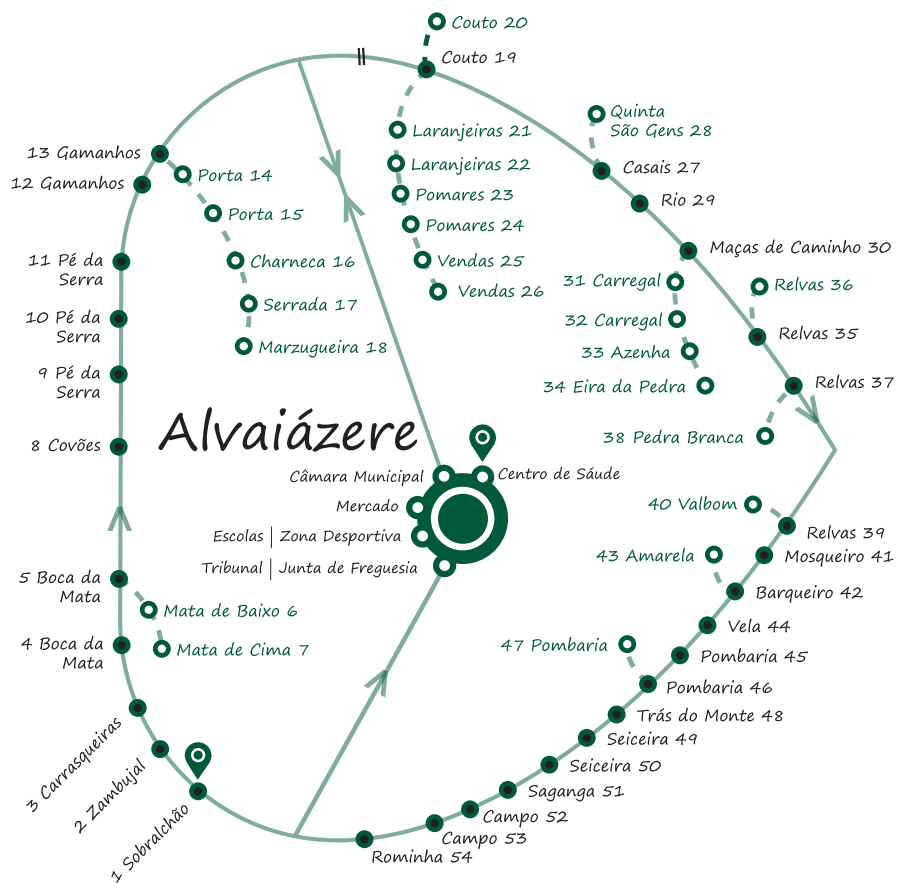 Couto 20
Couto 19
Laranjeiras 21
Laranjeiras 22
Pomares 23
Pomares 24
Vendas 25
Vendas 26
Quinta
São Gens 28
Casais 27
Rio 29
Maças de Caminho 30
31 Carregal
32 Carregal
33 Azenha
34 Eira da Pedra
Relvas 36
Relvas 35
Relvas 37
38 Pedra Branca
13 Gamanhos
12 Gamanhos
Porta 14
Porta 15
Charneca 16
Serrada 17
Marzugueira 18
11 Pé da
Serra
10 Pé da
Serra
9 Pé da
Serra
8 Covões
Alvaiázere
Câmara Municipal
Centro de Sáude
Mercado
Escolas | Zona Desportiva
Tribunal | Junta de Freguesia
40 Valbom
Relvas 39
Mosqueiro 41
43 Amarela
Barqueiro 42
Vela 44
Pombaria 45
47 Pombaria
Pombaria 46
Trás do Monte 48
Seiceira 49
Seiceira 50
Saganga 51
Campo 52
Campo 53
Rominha 54
5 Boca da
Mata
Mata de Baixo 6
Mata de Cima 7
4 Boca da
Mata
3 Carrasqueiras
2 Zambujal
1 Sobralchão